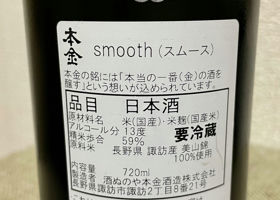 本金
smooth（スムース）
本金の銘には「本当の一番（金）の酒を
醸す」という想いが込められています。
品目 日本酒
原材料名 米（国産）・米麹（国産米）
アルコール分 13度
精米歩合 59%
要冷蔵
原料米 長野県 諏訪産 美山錦
100%使用
720ml
製造者 酒ぬのや本金酒造株式会社
長野県諏訪市諏訪2丁目8番21号